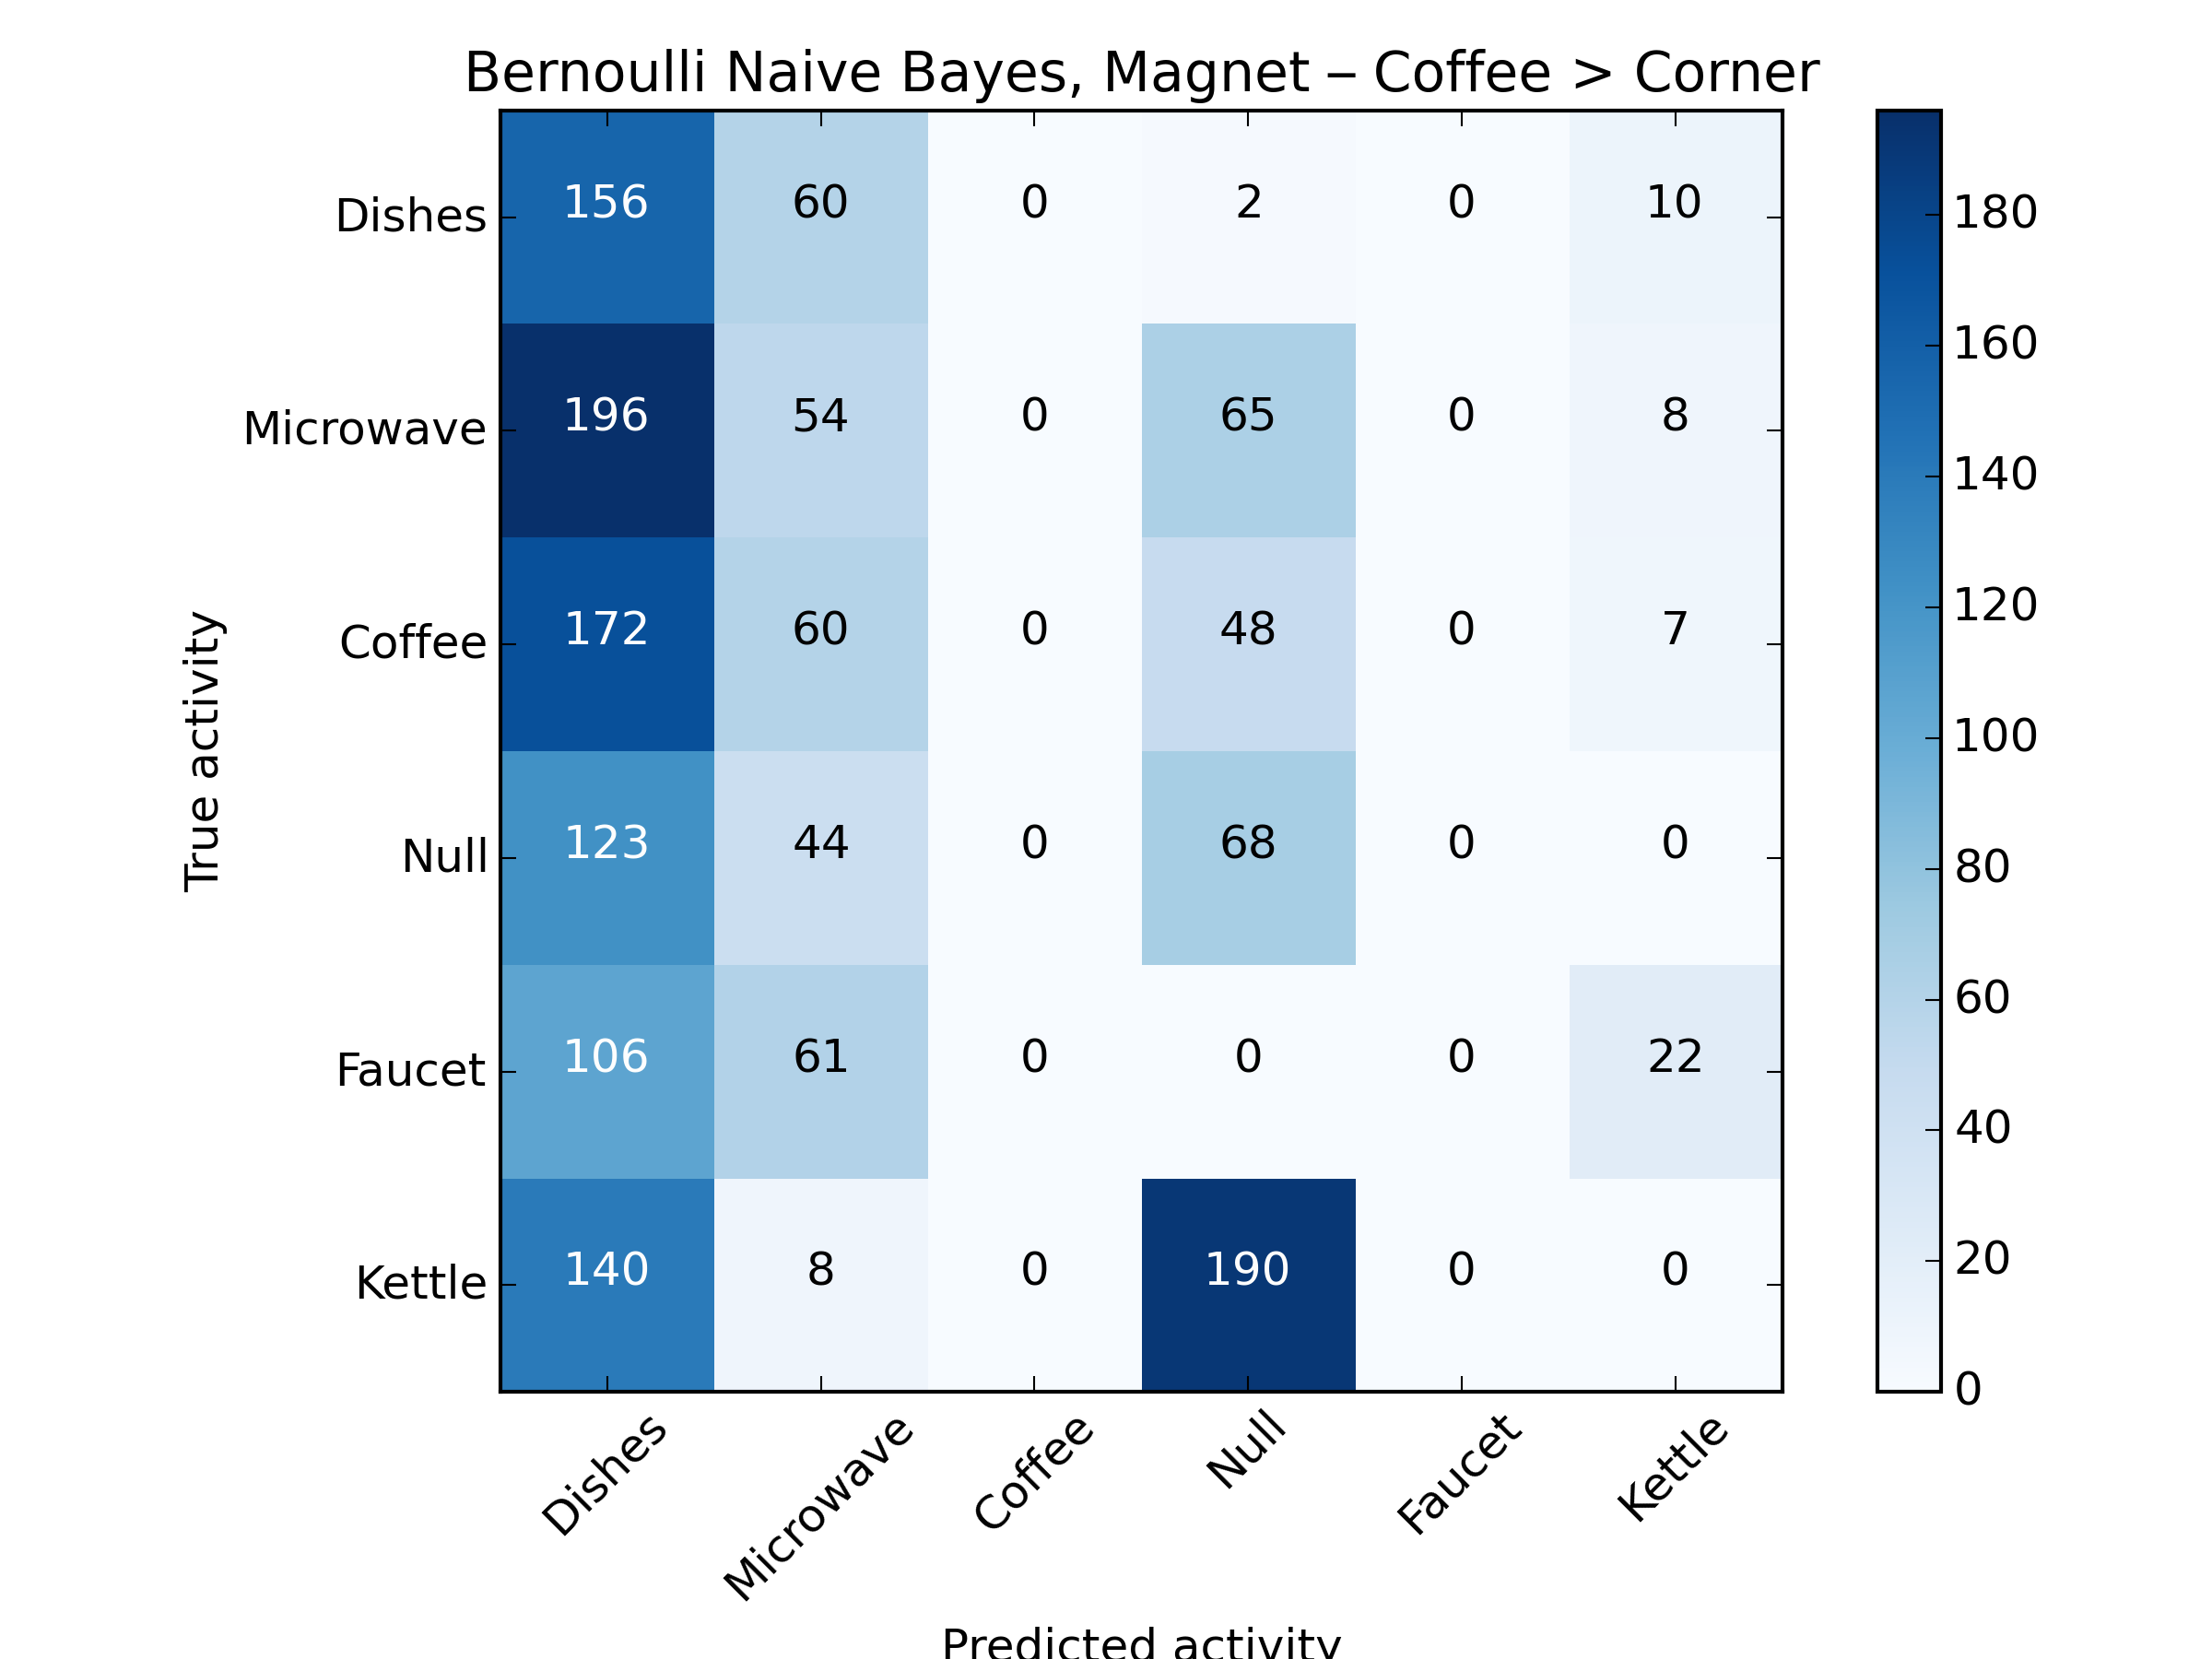 Bernoulli Naive Bayes, Magnet – Coffee > Corner
Dishes 156 60 0 2 0 10
Microwave 196 54 0 65 0 8
Coffee 172 60 0 48 0 7
Null 123 44 0 68 0 0
Faucet 106 61 0 0 0 22
Kettle 140 8 0 190 0 0
True activity
Dishes Microwave Coffee Null Faucet Kettle
Predicted activity
180
160
140
120
100
80
60
40
20
0